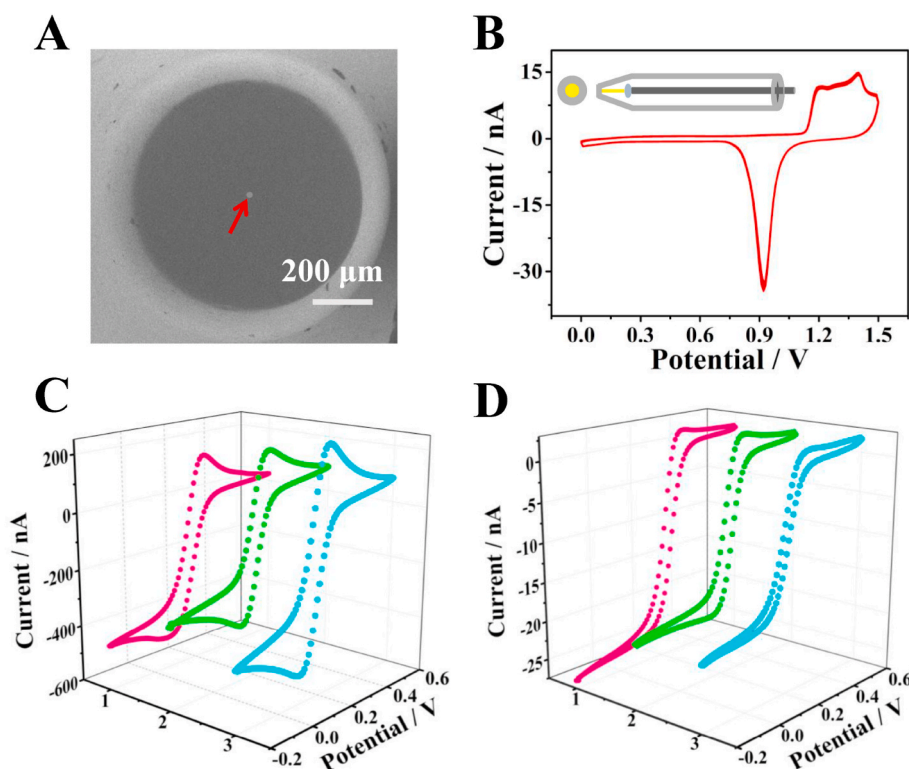 A
200 μm
B
Current / nA
15
0
-15
-30
0.0 0.3 0.6 0.9 1.2 1.5
Potential / V
C
Current / nA
200
0
-200
-400
-600
1
2
3
-0.2
0.0
0.2
0.4
0.6
Potential / V
D
Current / nA
0
-5
-10
-15
-20
-25
1
2
3
-0.2
0.0
0.2
0.4
0.6
Potential / V